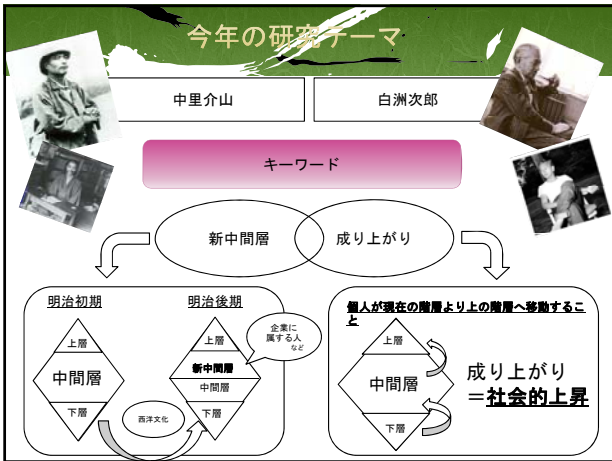 今年の研究テーマ
中里介山
白洲次郎
キーワード
新中間層
成り上がり
明治初期
上層
中間層
下層
西洋文化
明治後期
上層
新中間層
中間層
下層
企業に
属する人
など
個人が現在の階層より上の階層へ移動するこ
と
上層
中間層
下層
成り上がり
＝社会的上昇